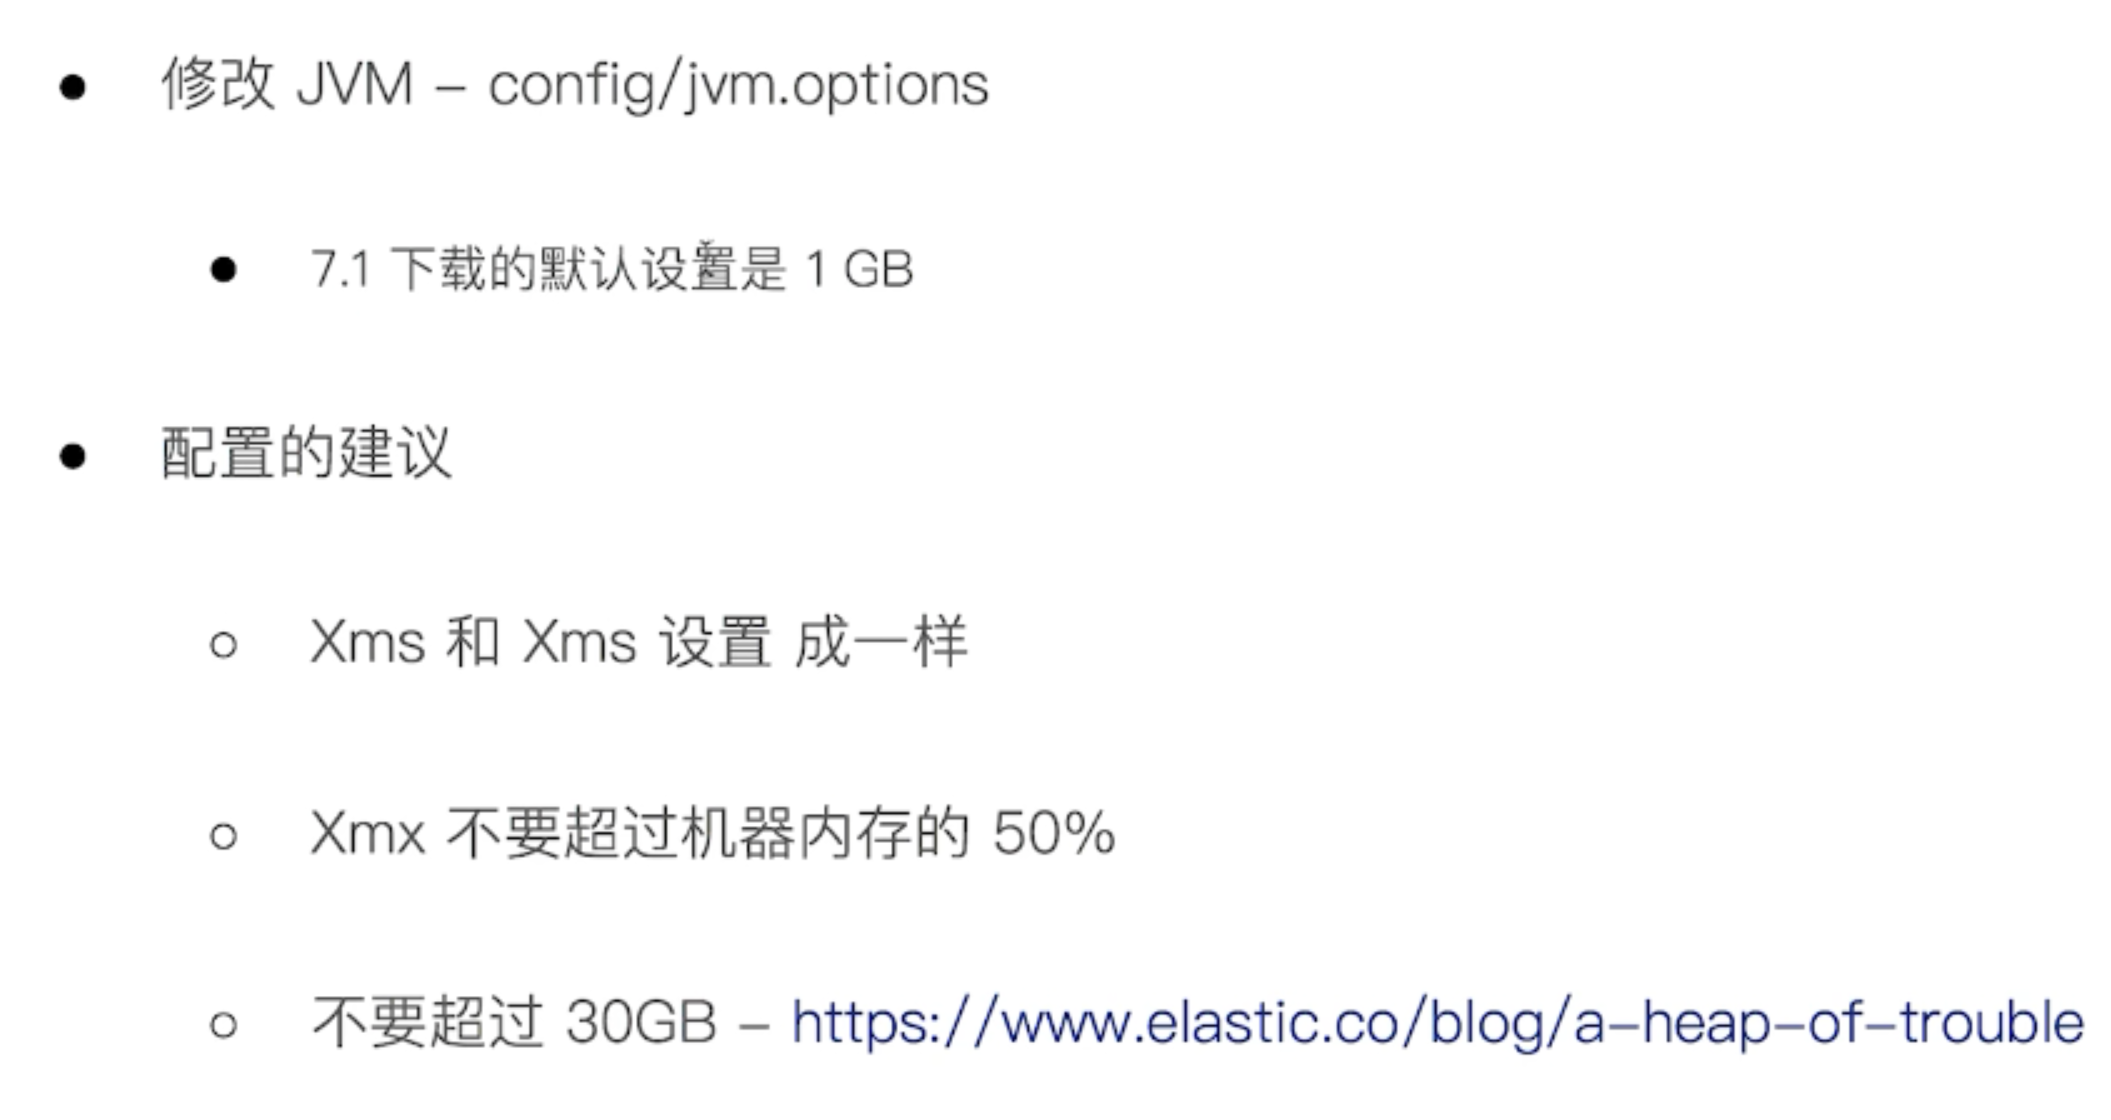 修改 JVM – config/jvm.options
7.1 下载的默认设置是 1 GB
配置的建议
Xms 和 Xms 设置 成一样
Xmx 不要超过机器内存的 50%
不要超过 30GB – https://www.elastic.co/blog/a-heap-of-trouble